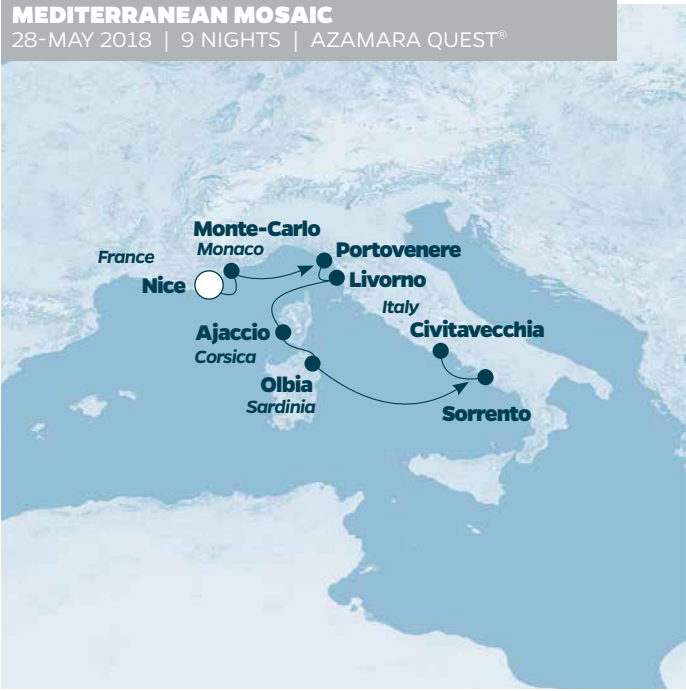 MEDITERRANEAN MOSAIC
28-MAY 2018 | 9 NIGHTS | AZAMARA QUEST®
Monte-Carlo
Monaco
France
Nice
Portovenere
Livorno
Italy
Ajaccio
Corsica
Civitavecchia
Olbia
Sardinia
Sorrento